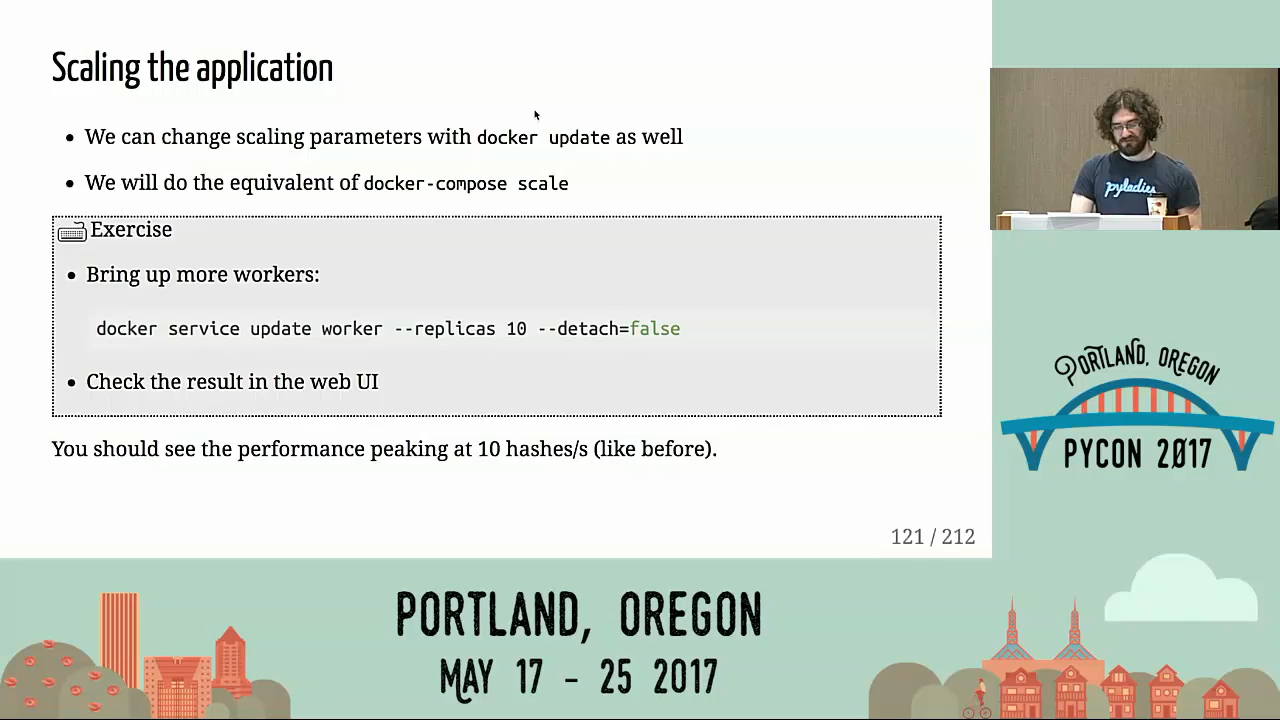 Scaling the application
• We can change scaling parameters with docker update as well
• We will do the equivalent of docker-compose scale
Exercise
• Bring up more workers:
docker service update worker --replicas 10 --detach=false
• Check the result in the web UI
You should see the performance peaking at 10 hashes/s (like before).
121 / 212
pyladies
PORTLAND, OREGON
PYCON 2017
PORTLAND, OREGON
MAY 17 - 25 2017